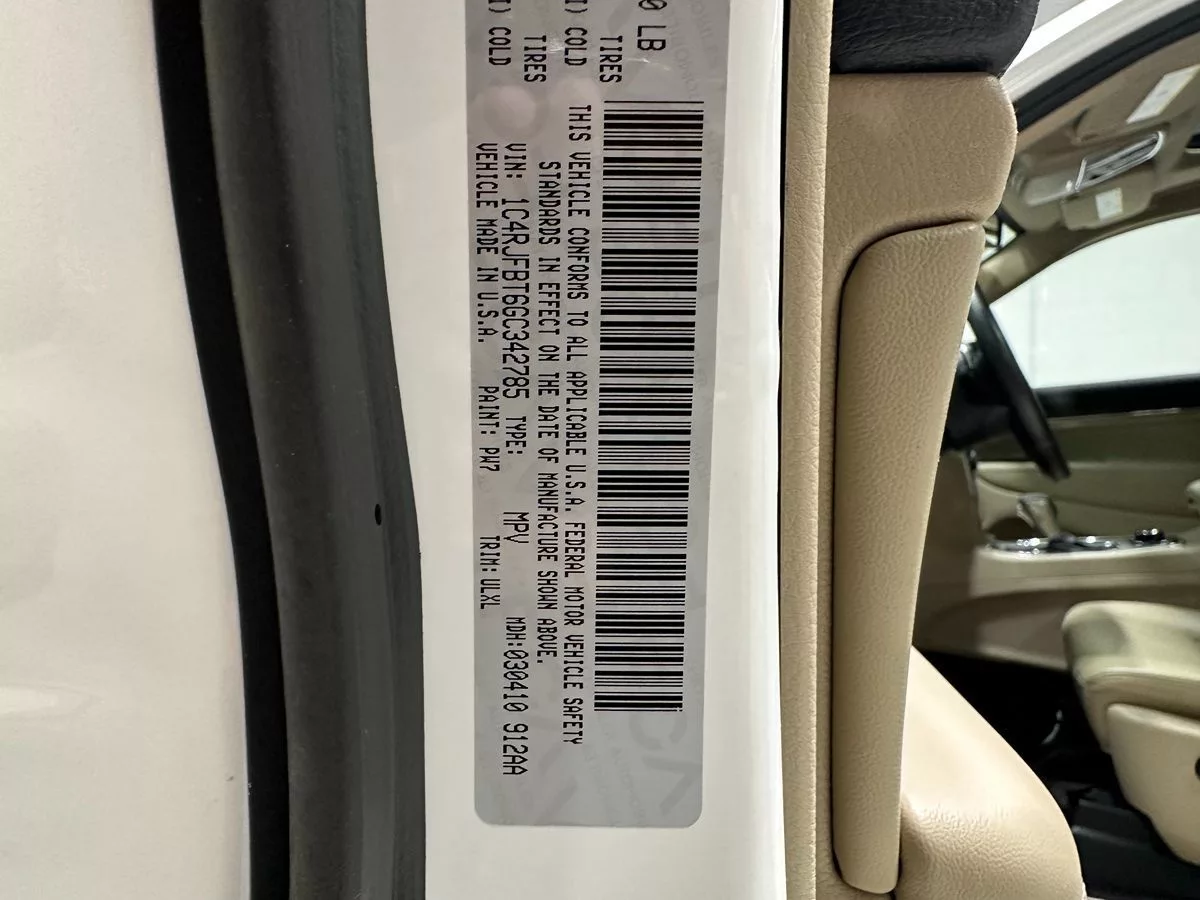 0 LB
TIRES
I) COLD
TIRES
I) COLD
THIS VEHICLE CONFORMS TO ALL APPLICABLE U.S.A. FEDERAL MOTOR VEHICLE SAFETY
STANDARDS IN EFFECT ON THE DATE OF MANUFACTURE SHOWN ABOVE.
VIN: 1C4RJFBT6GC342785 TYPE: MPV MDH:030410 912AA
VEHICLE MADE IN U.S.A. PAINT: PW7 TRIM: ULXL